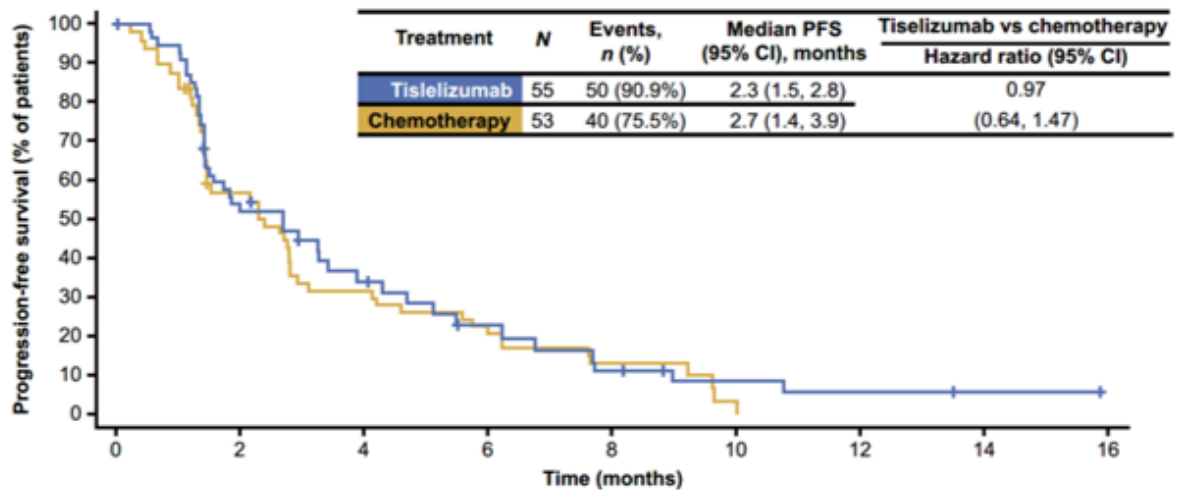 Treatment N Events, n (%) Median PFS (95% CI), months Tiselizumab vs chemotherapy
Hazard ratio (95% CI)
Tislelizumab 55 50 (90.9%) 2.3 (1.5, 2.8) 0.97
Chemotherapy 53 40 (75.5%) 2.7 (1.4, 3.9) (0.64, 1.47)
Progression-free survival (% of patients)
100
90
80
70
60
50
40
30
20
10
0
0 2 4 6 8 10 12 14 16
Time (months)